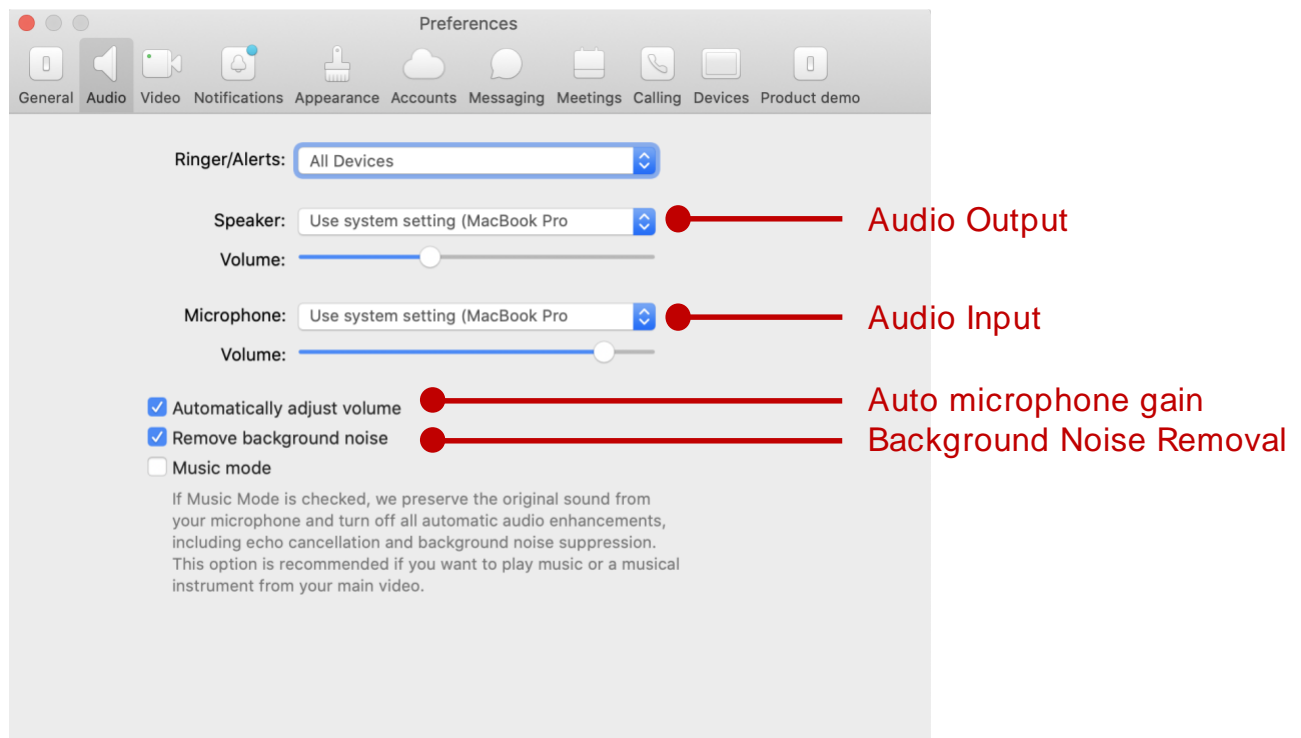 Preferences
General Audio Video Notifications Appearance Accounts Messaging Meetings Calling Devices Product demo
Ringer/Alerts: All Devices
Speaker: Use system setting (MacBook Pro
Audio Output
Volume:
Microphone: Use system setting (MacBook Pro
Audio Input
Volume:
Automatically adjust volume
Auto microphone gain
Remove background noise
Background Noise Removal
Music mode
If Music Mode is checked, we preserve the original sound from
your microphone and turn off all automatic audio enhancements,
including echo cancellation and background noise suppression.
This option is recommended if you want to play music or a musical
instrument from your main video.